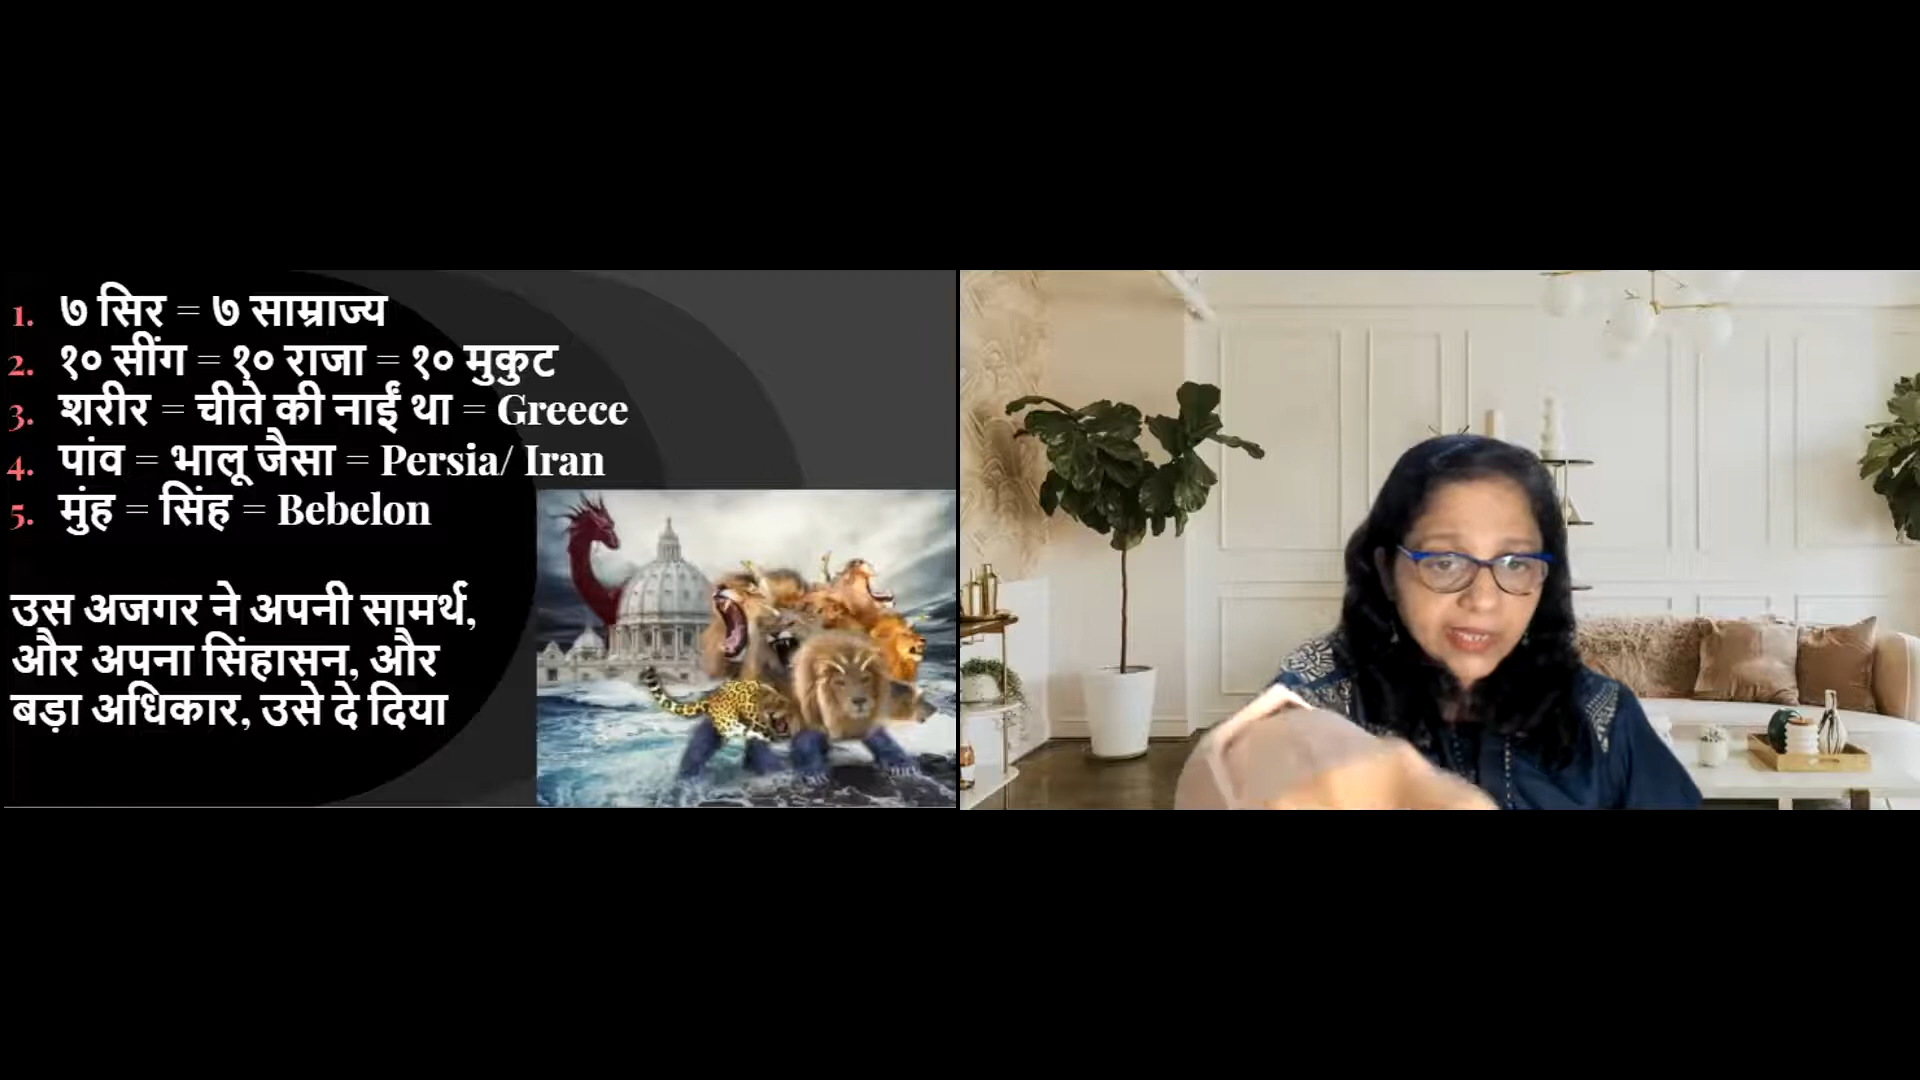 1. ७ सिर = ७ साम्राज्य
2. १० सींग = १० राजा = १० मुकुट
3. शरीर = चीते की नाईं था = Greece
4. पांव = भालू जैसा = Persia/ Iran
5. मुंह = सिंह = Bebelon
उस अजगर ने अपनी सामर्थ,
और अपना सिंहासन, और
बड़ा अधिकार, उसे दे दिया